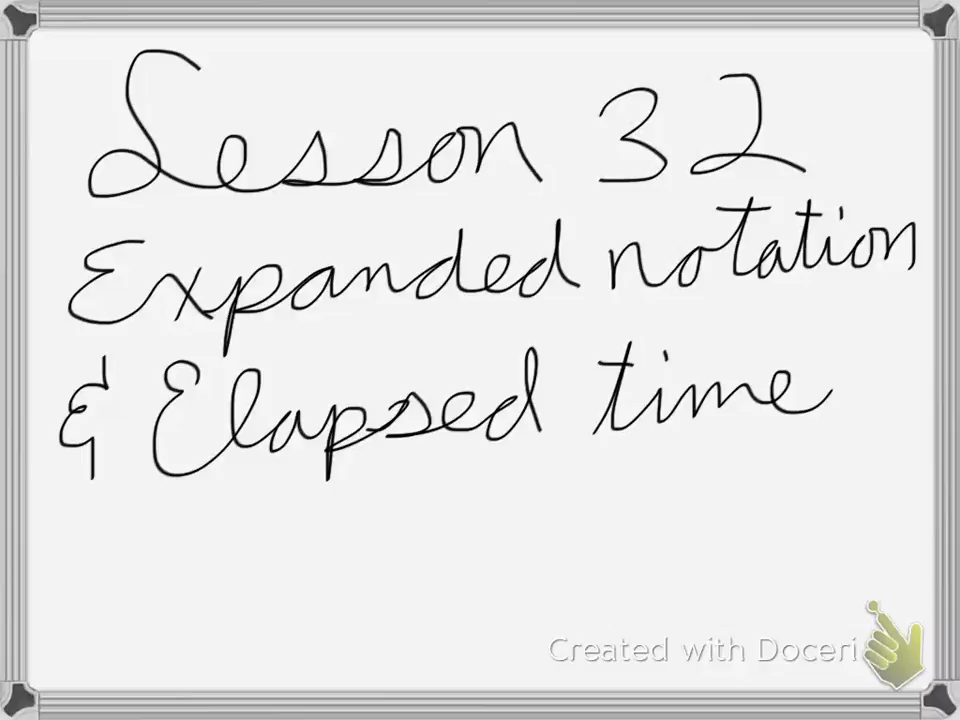 Lesson 32
Expanded notation
& Elapsed time
Created with Doceri